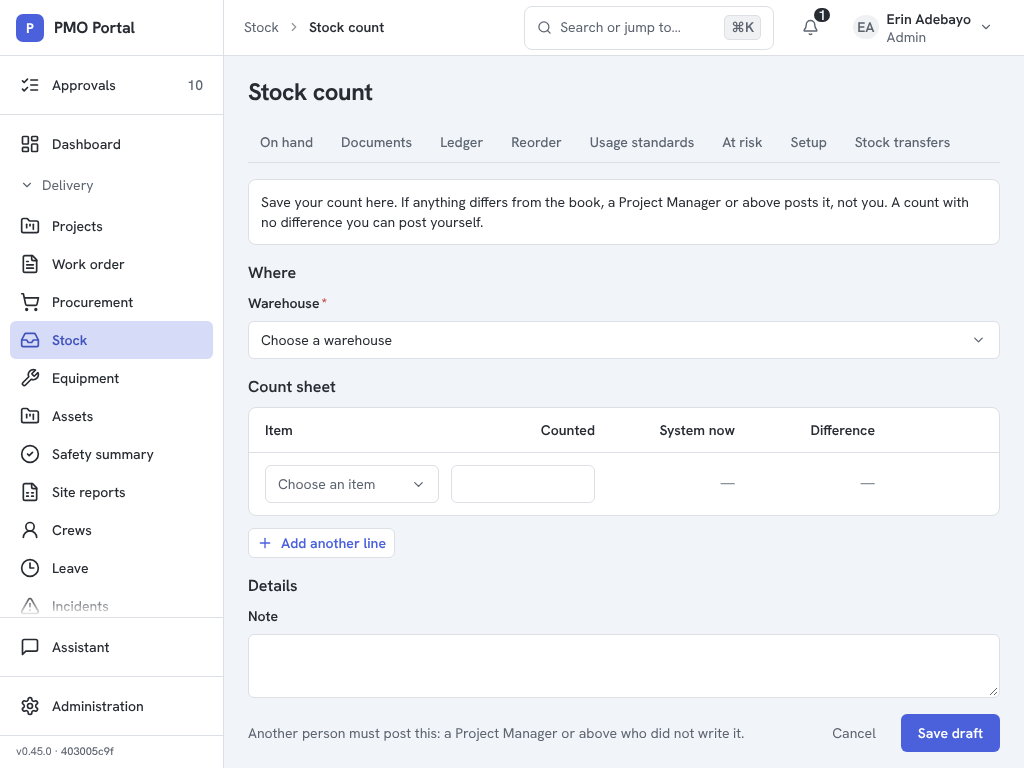 P PMO Portal
Stock > Stock count
Search or jump to... ⌘K
1
EA Erin Adebayo
Admin
Approvals 10
Dashboard
Delivery
Projects
Work order
Procurement
Stock
Equipment
Assets
Safety summary
Site reports
Crews
Leave
Incidents
Assistant
Administration
v0.45.0 · 403005c9f
Stock count
On hand Documents Ledger Reorder Usage standards At risk Setup Stock transfers
Save your count here. If anything differs from the book, a Project Manager or above posts it, not you. A count with
no difference you can post yourself.
Where
Warehouse*
Choose a warehouse
Count sheet
Item Counted System now Difference
Choose an item — —
+ Add another line
Details
Note
Another person must post this: a Project Manager or above who did not write it.
Cancel Save draft